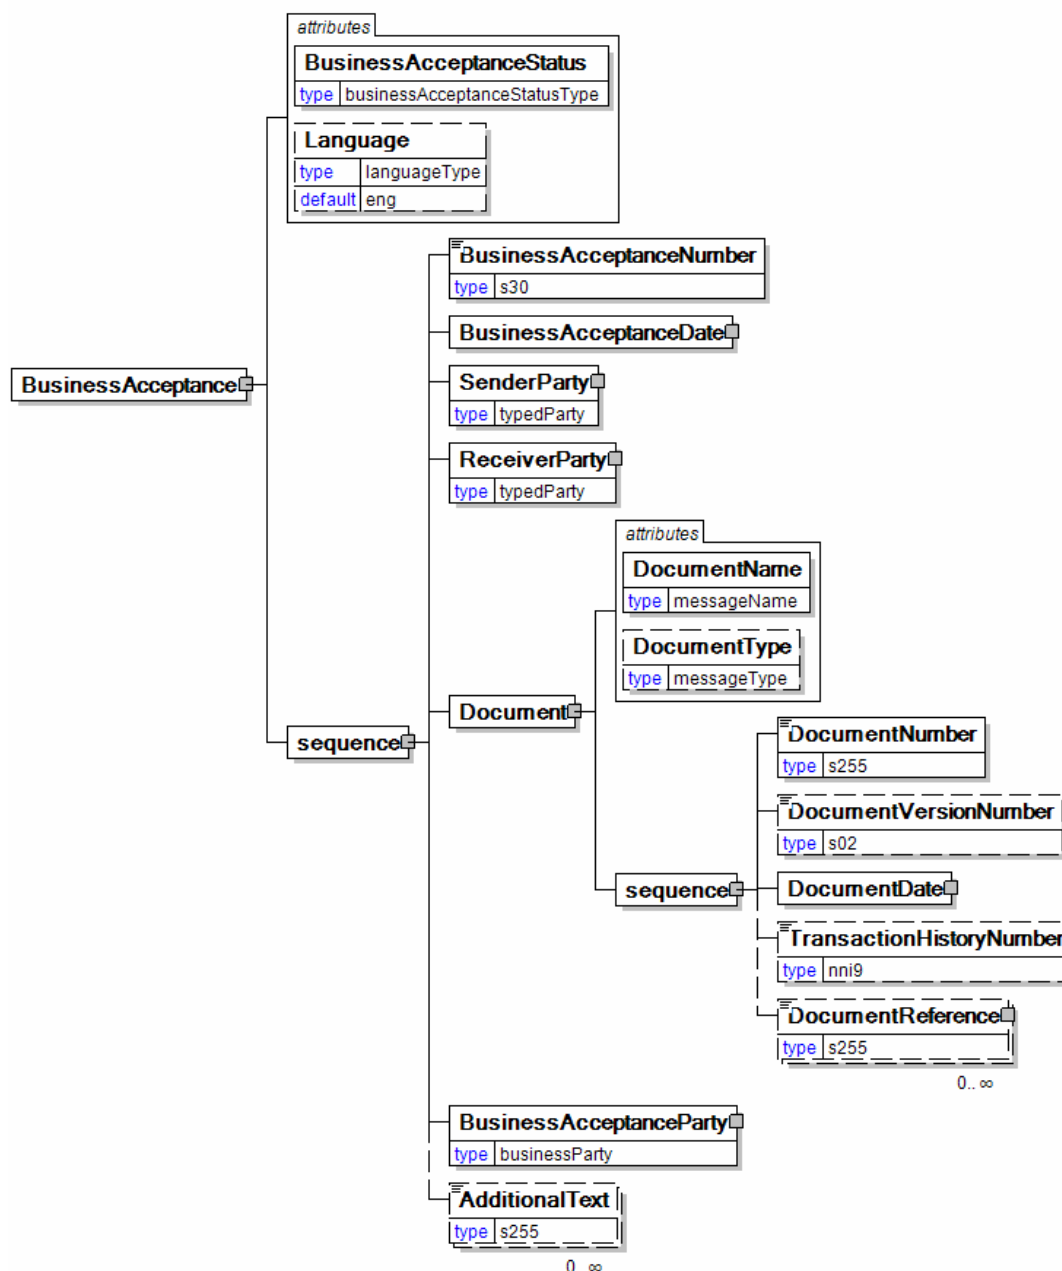 attributes
BusinessAcceptanceStatus
type businessAcceptanceStatusType
Language
type languageType
default eng
BusinessAcceptanceNumber
type s30
BusinessAcceptanceDate
BusinessAcceptance
SenderParty
type typedParty
ReceiverParty
type typedParty
attributes
DocumentName
type messageName
DocumentType
type messageType
Document
sequence
DocumentNumber
type s255
DocumentVersionNumber
type s02
sequence
DocumentDate
TransactionHistoryNumber
type nni9
DocumentReference
type s255
0.. ∞
BusinessAcceptanceParty
type businessParty
AdditionalText
type s255
0.. ∞